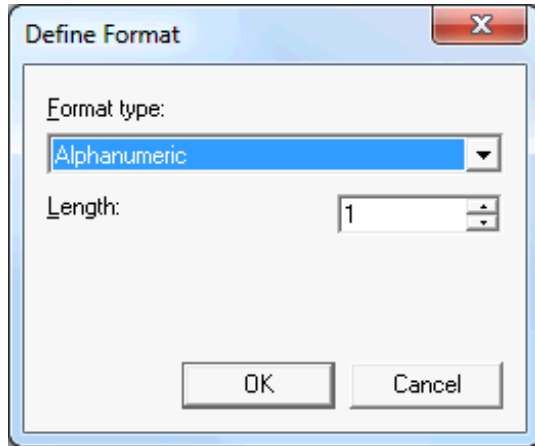 Define Format
Format type:
Alphanumeric
Length: 1
OK Cancel